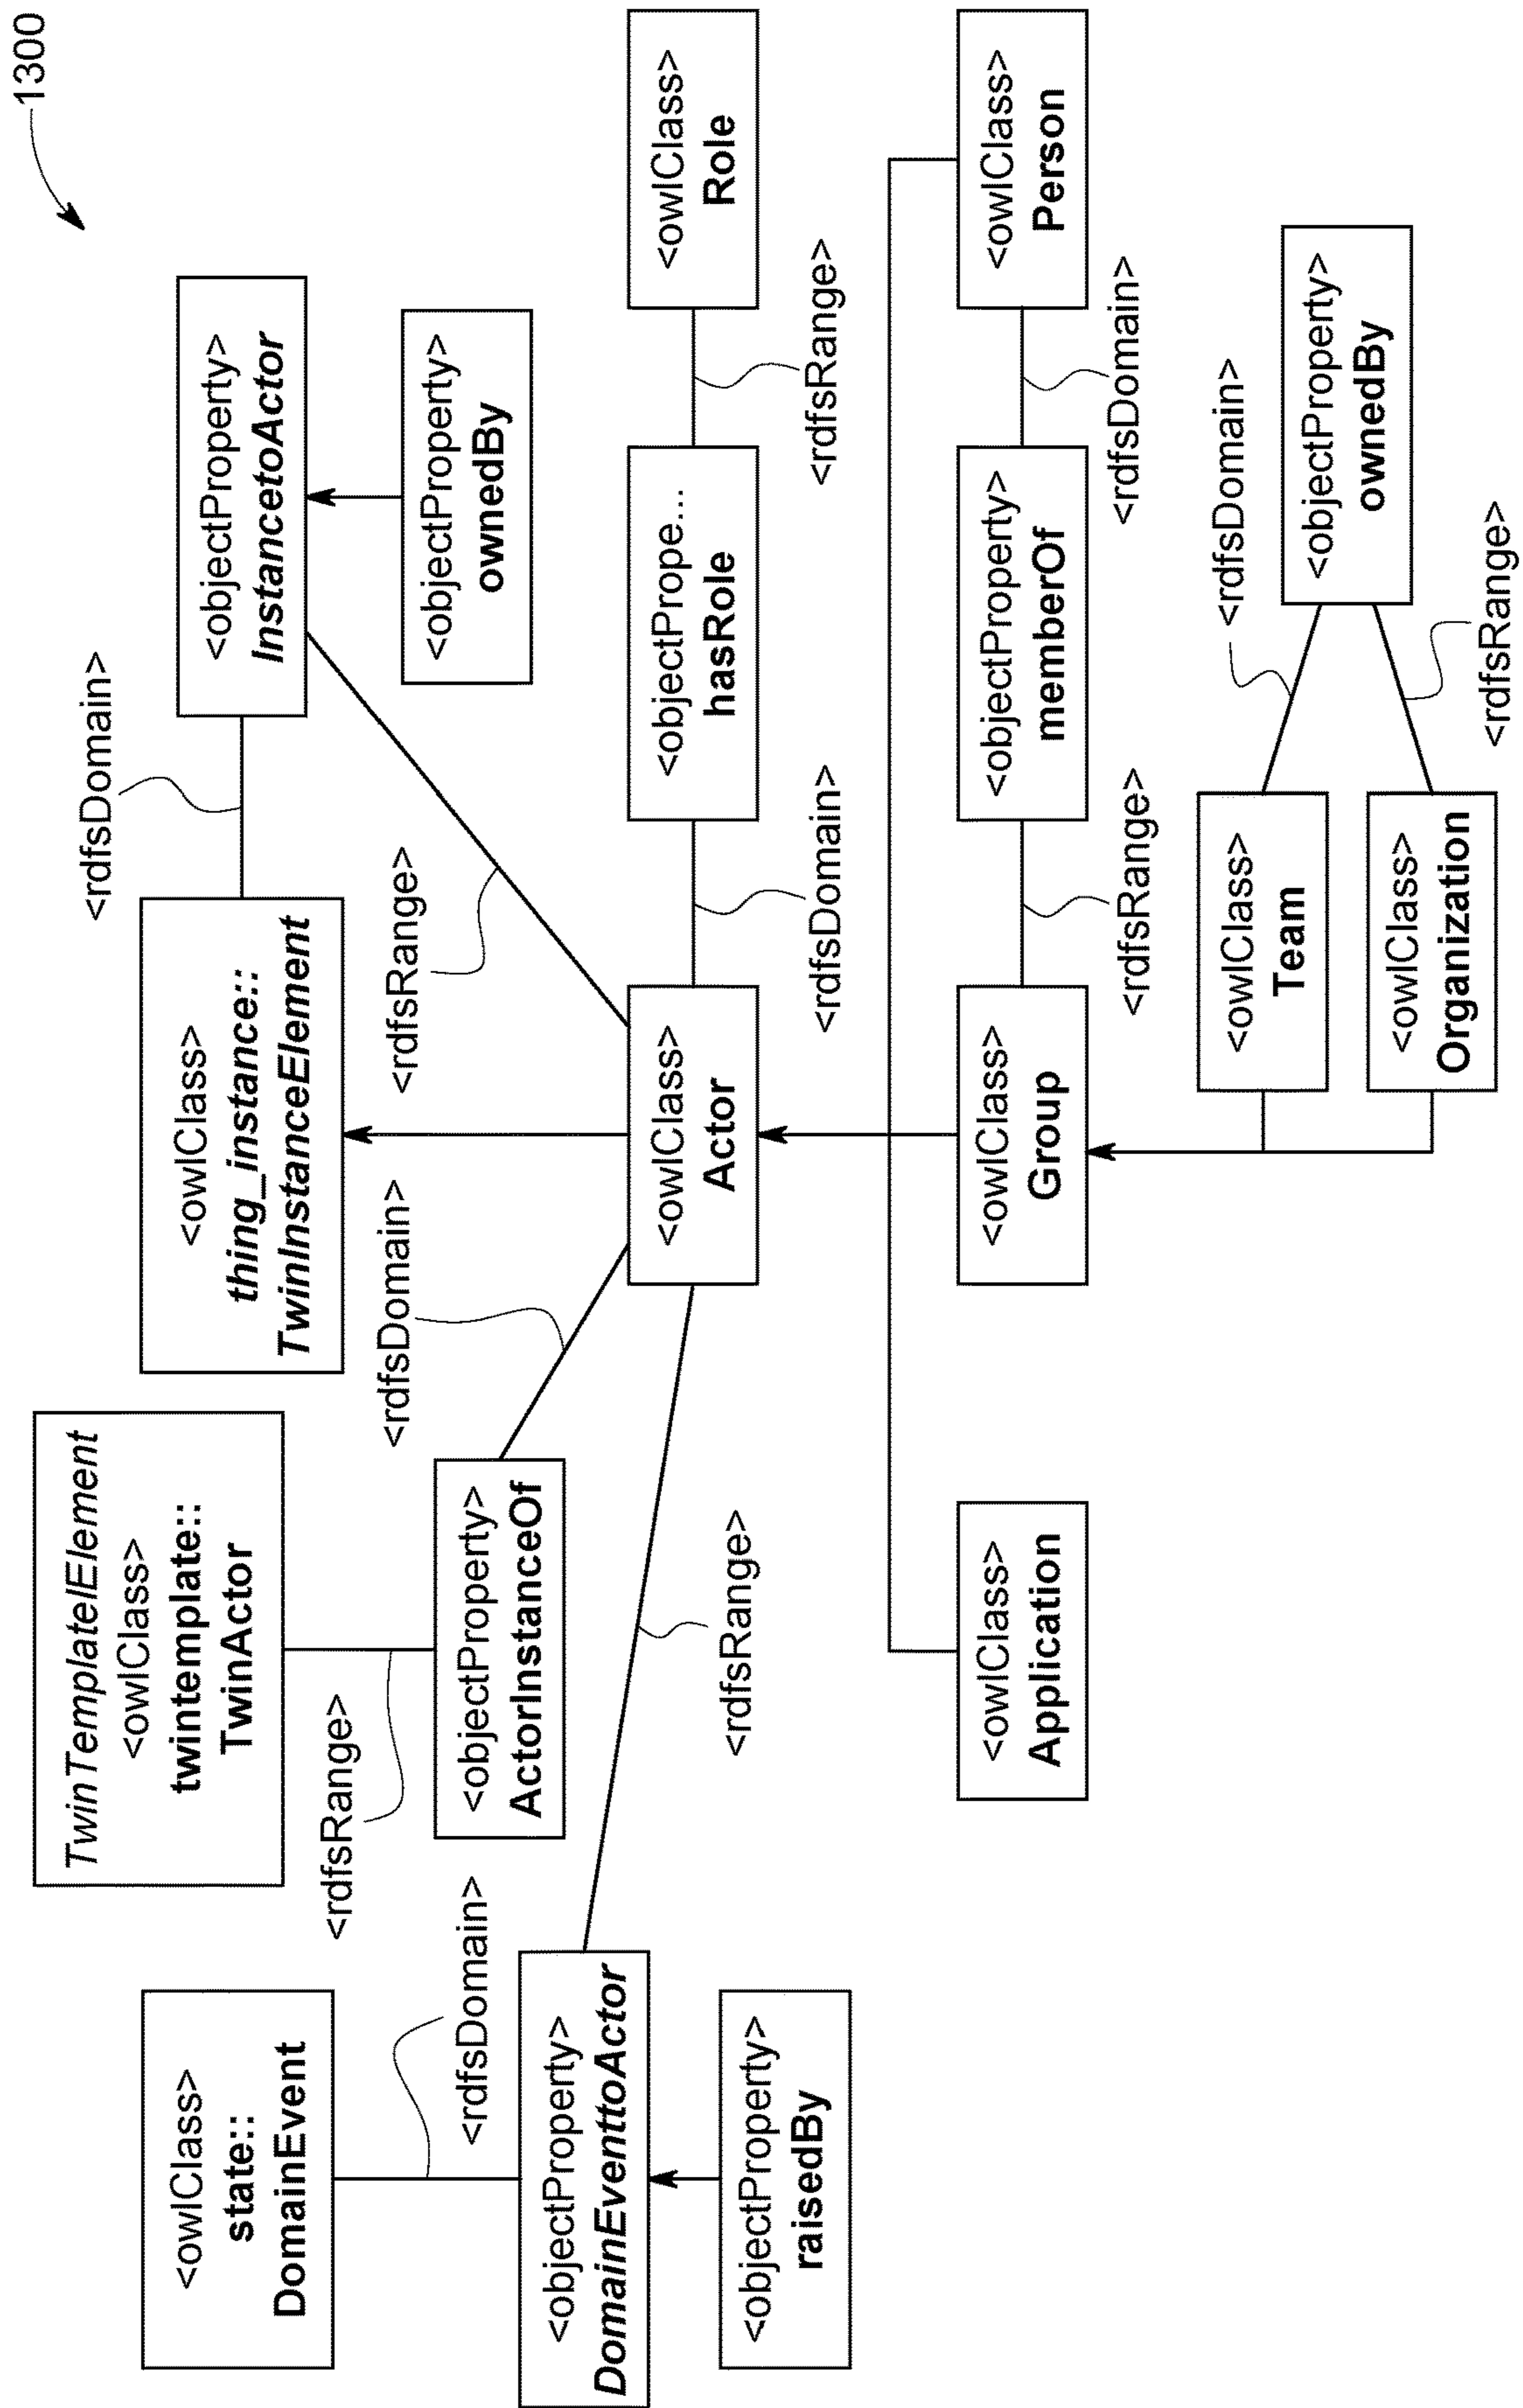 1300
<owlClass>
state::
DomainEvent
TwinTemplatelElement
<owlClass>
twintemplate::
TwinActor
<owlClass>
thing_instance::
TwinInstanceElement
<rdfsDomain>
<objectProperty>
InstancetoActor
<rdfsRange>
<rdfsDomain>
<rdfsDomain>
<rdfsRange>
<objectProperty>
ownedBy
<objectProperty>
ActorInstanceOf
<objectProperty>
DomainEventtoActor
<owlClass>
Actor
<objectPrope...
hasRole
<owlClass>
Role
<rdfsRange>
<rdfsDomain>
<rdfsRange>
<objectProperty>
raisedBy
<owlClass>
Application
<owlClass>
Group
<objectProperty>
memberOf
<owlClass>
Person
<rdfsRange>
<rdfsDomain>
<owlClass>
Team
<rdfsDomain>
<objectProperty>
ownedBy
<owlClass>
Organization
<rdfsRange>